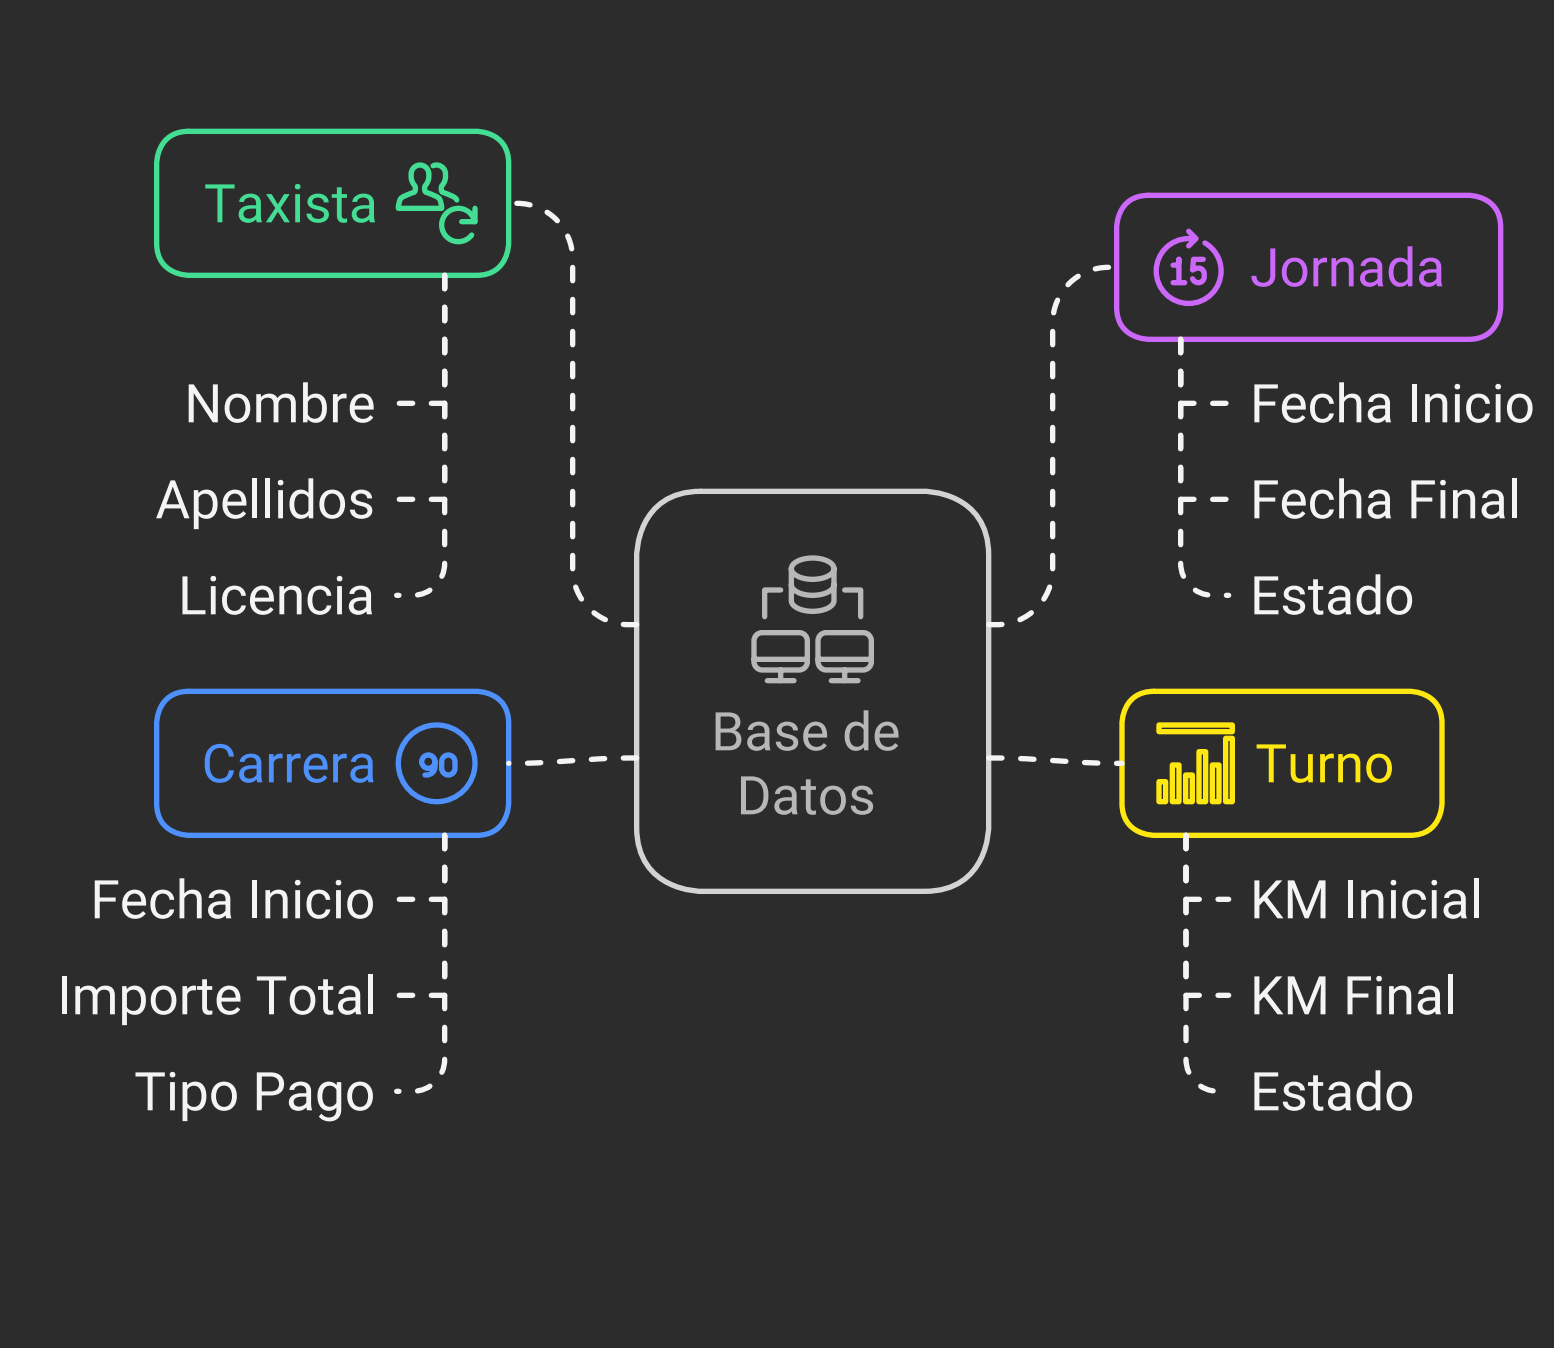 Taxista
Nombre
Apellidos
Licencia
Carrera
90
Fecha Inicio
Importe Total
Tipo Pago
Base de
Datos
15
Jornada
Fecha Inicio
Fecha Final
Estado
Turno
KM Inicial
KM Final
Estado